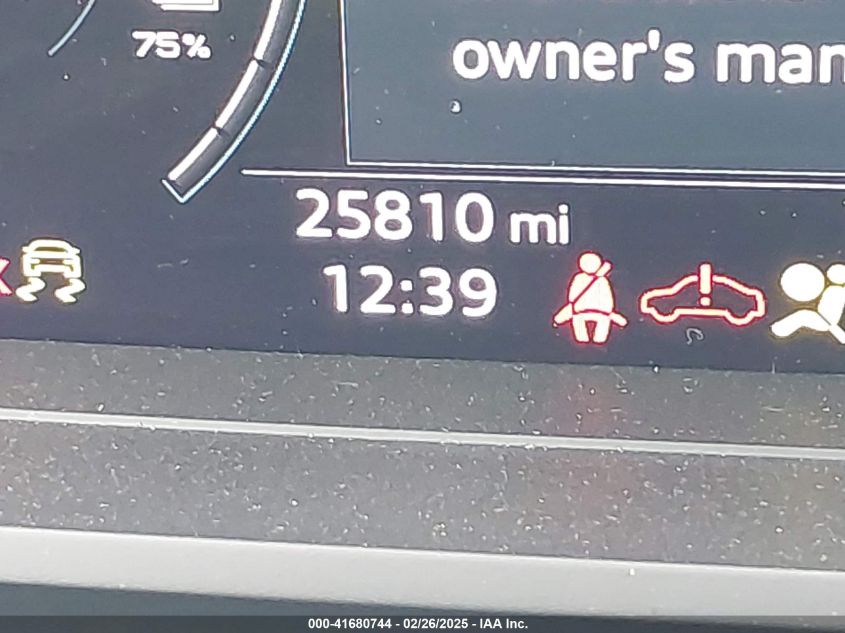 75%
owner's man
25810 mi
12:39
000-41680744 - 02/26/2025 - IAA Inc.